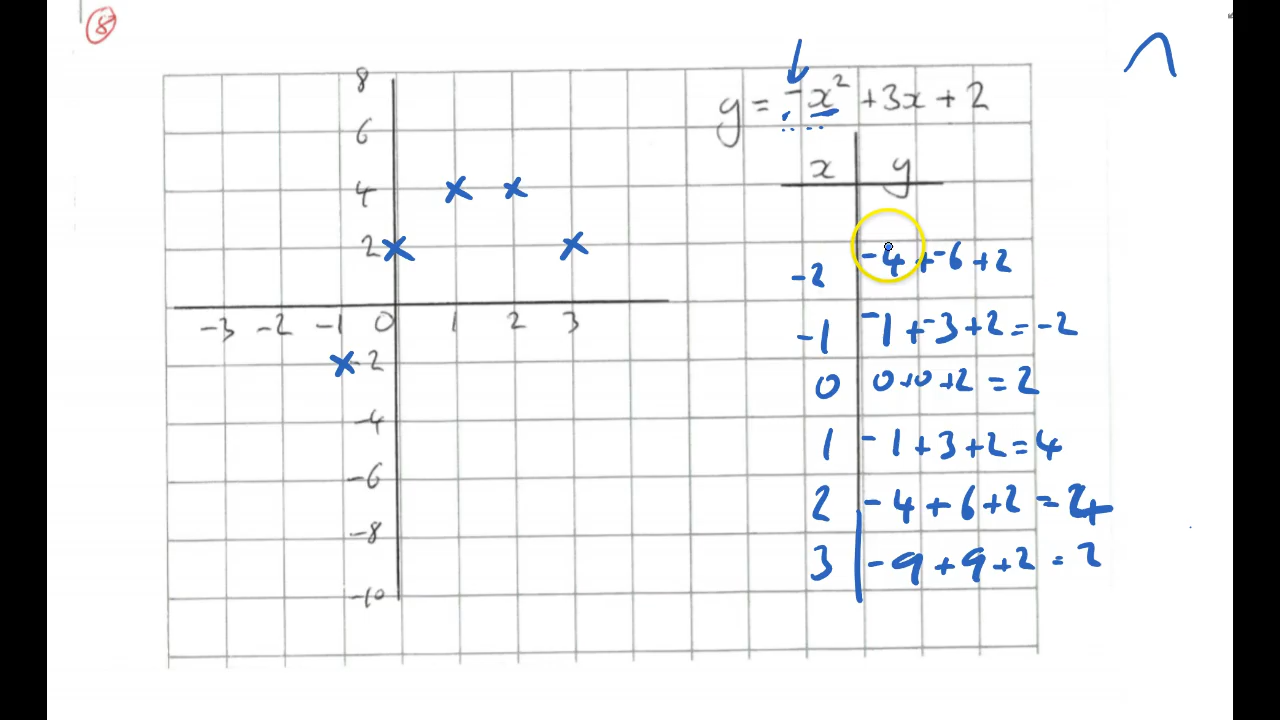 8
y = -x² + 3x + 2
x y
-2 -4 + -6 + 2
-1 -1 + -3 + 2 = -2
0 0 + 0 + 2 = 2
1 -1 + 3 + 2 = 4
2 -4 + 6 + 2 = 4
3 -9 + 9 + 2 = 2
8
6
4
2
-3 -2 -1 0 1 2 3
-2
-4
-6
-8
-10